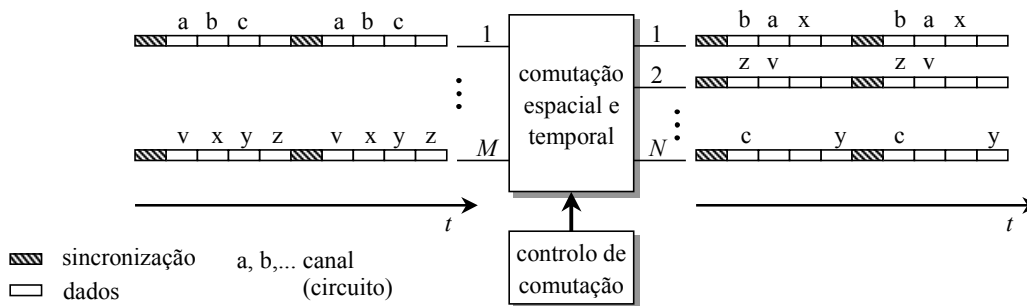 a b c a b c
1
v x y z v x y z
M
t
comutação
espacial e
temporal
controlo de
comutação
1
b a x b a x
2
z v z v
N
c y c y
t
sincronização
dados
a, b,... canal
(circuito)